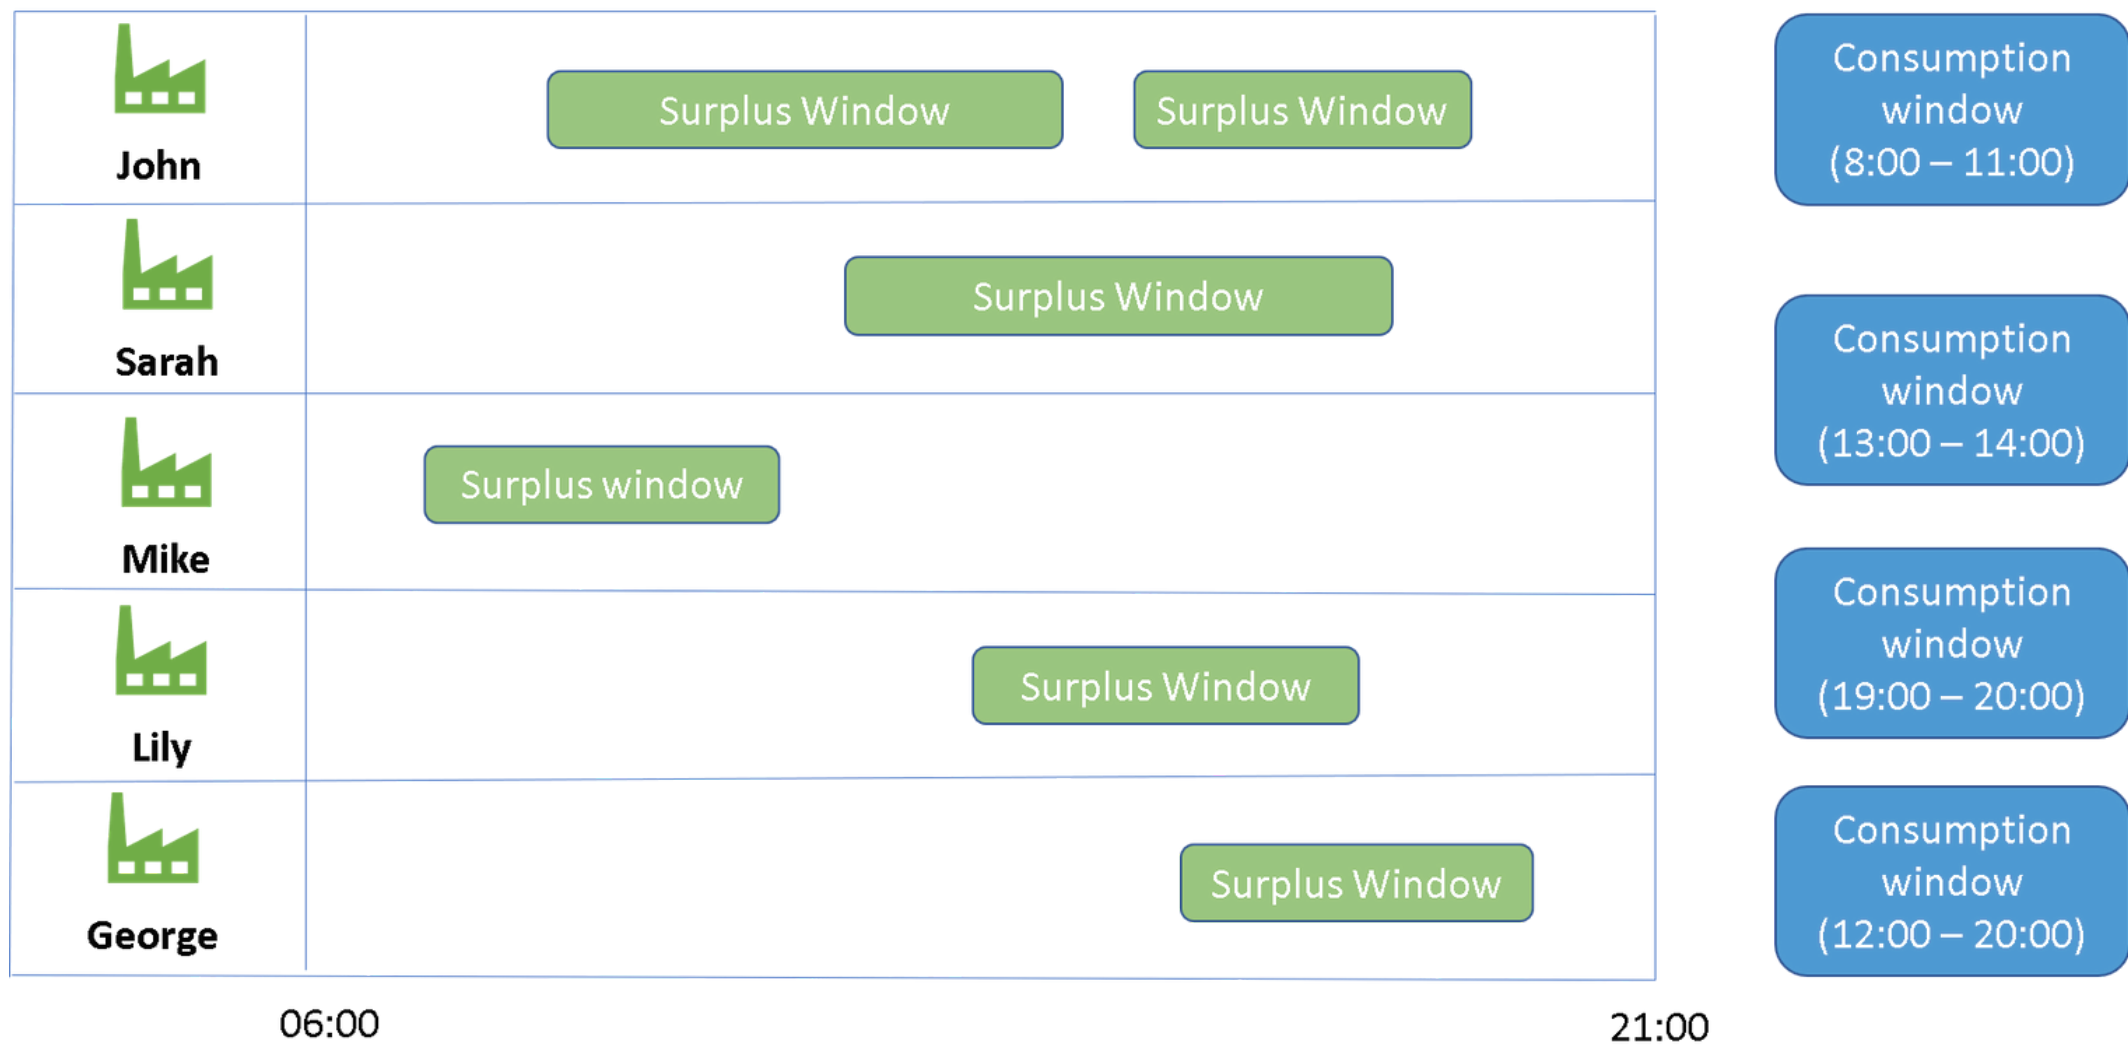 John
Surplus Window
Surplus Window
Sarah
Surplus Window
Mike
Surplus window
Lily
Surplus Window
George
Surplus Window
06:00
21:00
Consumption
window
(8:00 – 11:00)
Consumption
window
(13:00 – 14:00)
Consumption
window
(19:00 – 20:00)
Consumption
window
(12:00 – 20:00)